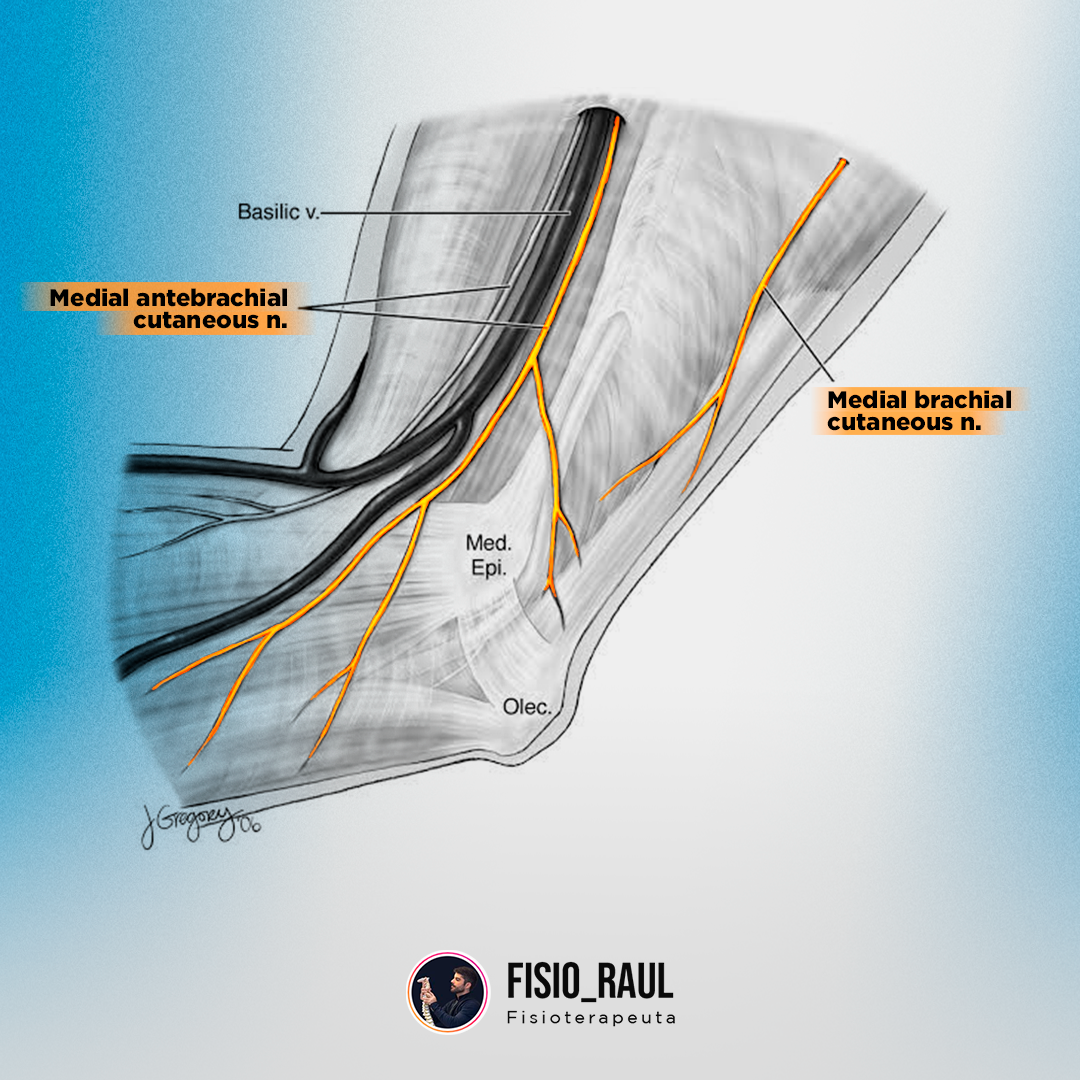 Basilic v.
Medial antebrachial
cutaneous n.
Medial brachial
cutaneous n.
Med.
Epi.
Olec.
J Gregory '06
FISIO_RAUL
Fisioterapeuta